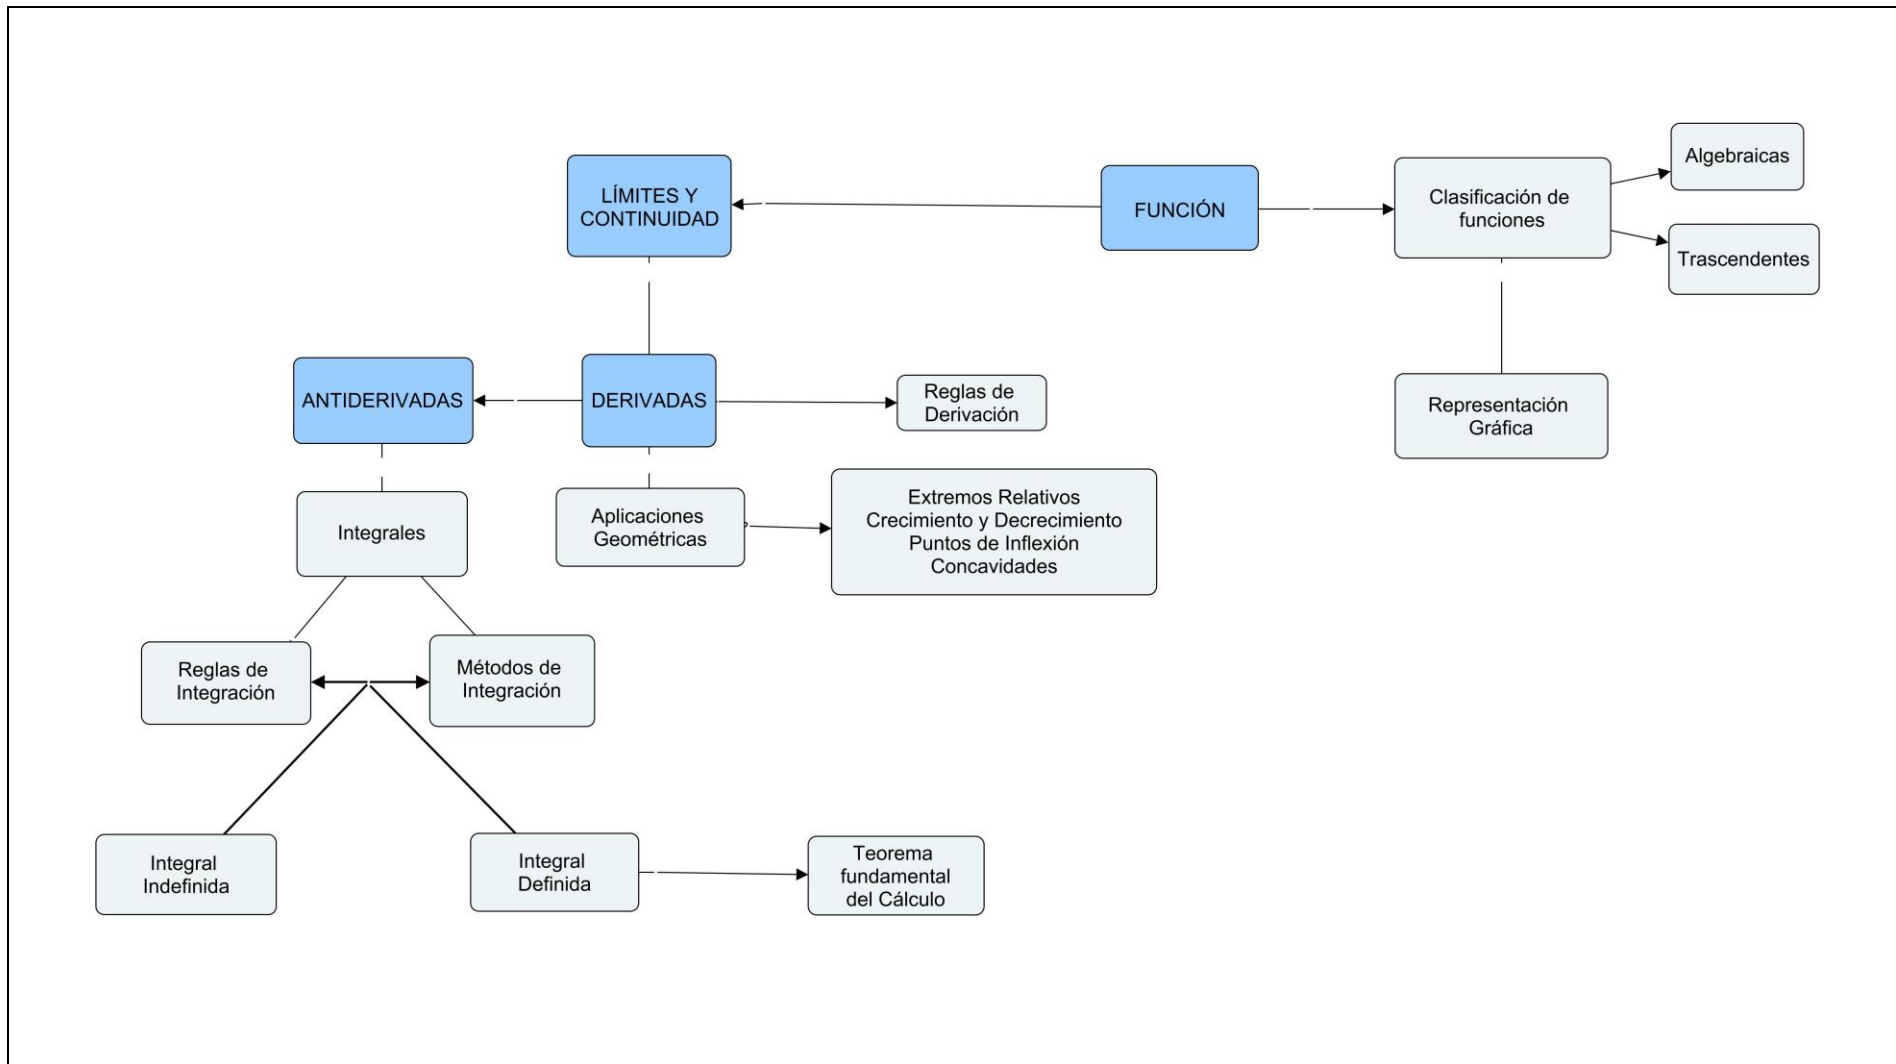 Algebraicas
LÍMITES Y
CONTINUIDAD
FUNCIÓN
Clasificación de
funciones
Trascendentes
ANTIDERIVADAS
DERIVADAS
Reglas de
Derivación
Representación
Gráfica
Integrales
Aplicaciones
Geométricas
Extremos Relativos
Crecimiento y Decrecimiento
Puntos de Inflexión
Concavidades
Reglas de
Integración
Métodos de
Integración
Integral
Indefinida
Integral
Definida
Teorema
fundamental
del Cálculo